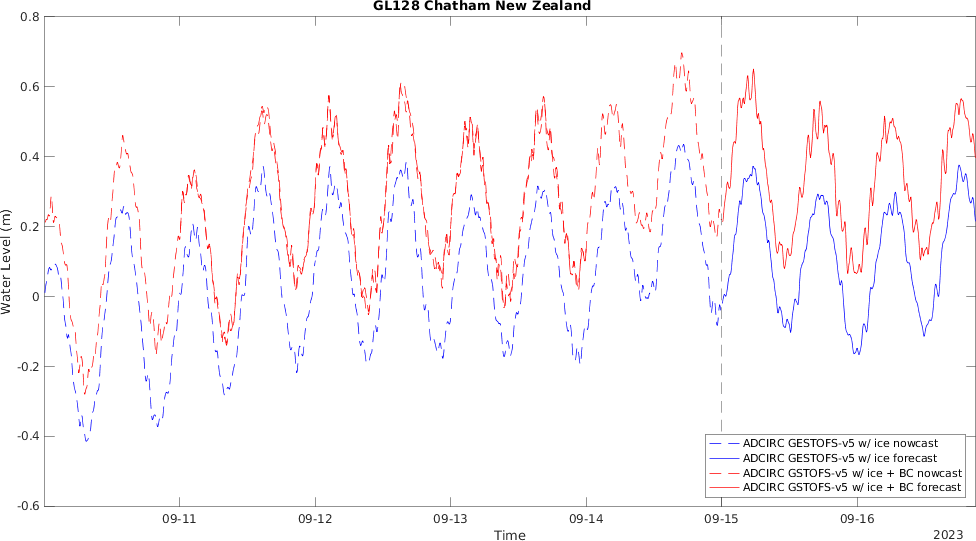 GL128 Chatham New Zealand
0.8
0.6
0.4
0.2
0
-0.2
-0.4
-0.6
Water Level (m)
ADCIRC GESTOFS-v5 w/ ice nowcast
ADCIRC GESTOFS-v5 w/ ice forecast
ADCIRC GSTOFS-v5 w/ ice + BC nowcast
ADCIRC GSTOFS-v5 w/ ice + BC forecast
09-11 09-12 09-13 09-14 09-15 09-16
Time
2023